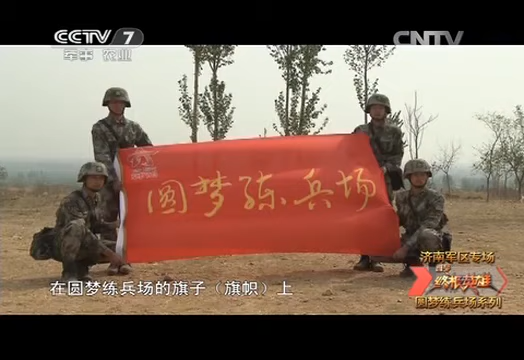 CCTV 7
军事·农业
CNTV
圆梦练兵场
在圆梦练兵场的旗子（旗帜）上
济南军区专场
圆梦练兵场系列